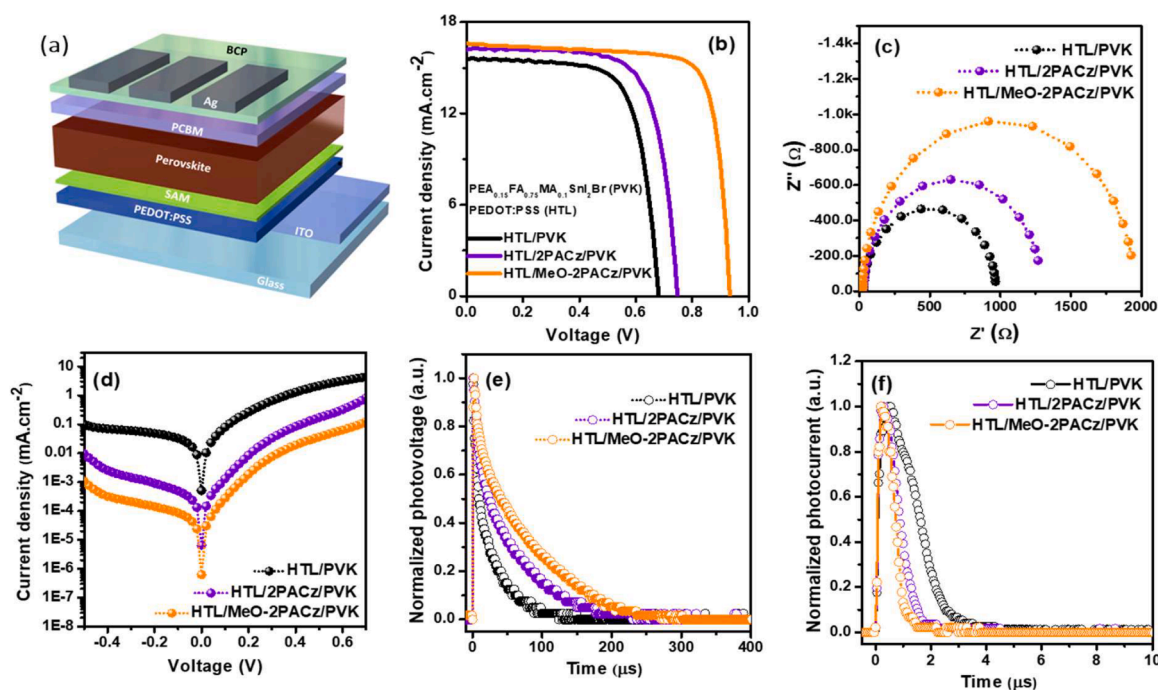 (a)
BCP
Ag
PCBM
Perovskite
SAM
PEDOT:PSS
ITO
Glass
(b)
Current density (mA.cm-2)
18
15
12
9
6
3
0
PEA0.15FA0.75MA0.1SnI2Br (PVK)
PEDOT:PSS (HTL)
HTL/PVK
HTL/2PACz/PVK
HTL/MeO-2PACz/PVK
0.0 0.2 0.4 0.6 0.8 1.0
Voltage (V)
(c)
Z'' (Ω)
-1.4k
-1.2k
-1.0k
-800.0
-600.0
-400.0
-200.0
0.0
HTL/PVK
HTL/2PACz/PVK
HTL/MeO-2PACz/PVK
0 500 1000 1500 2000
Z' (Ω)
(d)
Current density (mA.cm-2)
10
1
0.1
0.01
1E-3
1E-4
1E-5
1E-6
1E-7
1E-8
HTL/PVK
HTL/2PACz/PVK
HTL/MeO-2PACz/PVK
-0.4 -0.2 0.0 0.2 0.4 0.6
Voltage (V)
(e)
Normalized photovoltage (a.u.)
1.0
0.8
0.6
0.4
0.2
0.0
HTL/PVK
HTL/2PACz/PVK
HTL/MeO-2PACz/PVK
0 100 200 300 400
Time (μs)
(f)
Normalized photocurrent (a.u.)
1.2
1.0
0.8
0.6
0.4
0.2
0.0
HTL/PVK
HTL/2PACz/PVK
HTL/MeO-2PACz/PVK
0 2 4 6 8 10
Time (μs)